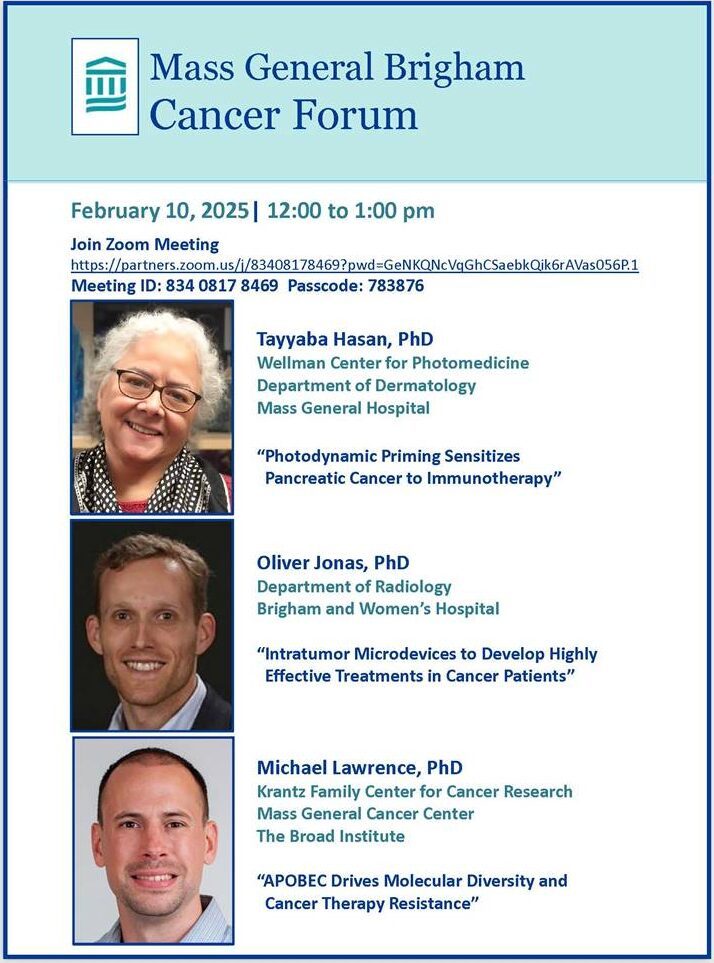 Mass General Brigham
Cancer Forum
February 10, 2025| 12:00 to 1:00 pm
Join Zoom Meeting
https://partners.zoom.us/j/83408178469?pwd=GeNKQNcVqGhCSaebkQik6rAVas056P.1
Meeting ID: 834 0817 8469 Passcode: 783876
Tayyaba Hasan, PhD
Wellman Center for Photomedicine
Department of Dermatology
Mass General Hospital
“Photodynamic Priming Sensitizes
Pancreatic Cancer to Immunotherapy”
Oliver Jonas, PhD
Department of Radiology
Brigham and Women’s Hospital
“Intratumor Microdevices to Develop Highly
Effective Treatments in Cancer Patients”
Michael Lawrence, PhD
Krantz Family Center for Cancer Research
Mass General Cancer Center
The Broad Institute
“APOBEC Drives Molecular Diversity and
Cancer Therapy Resistance”